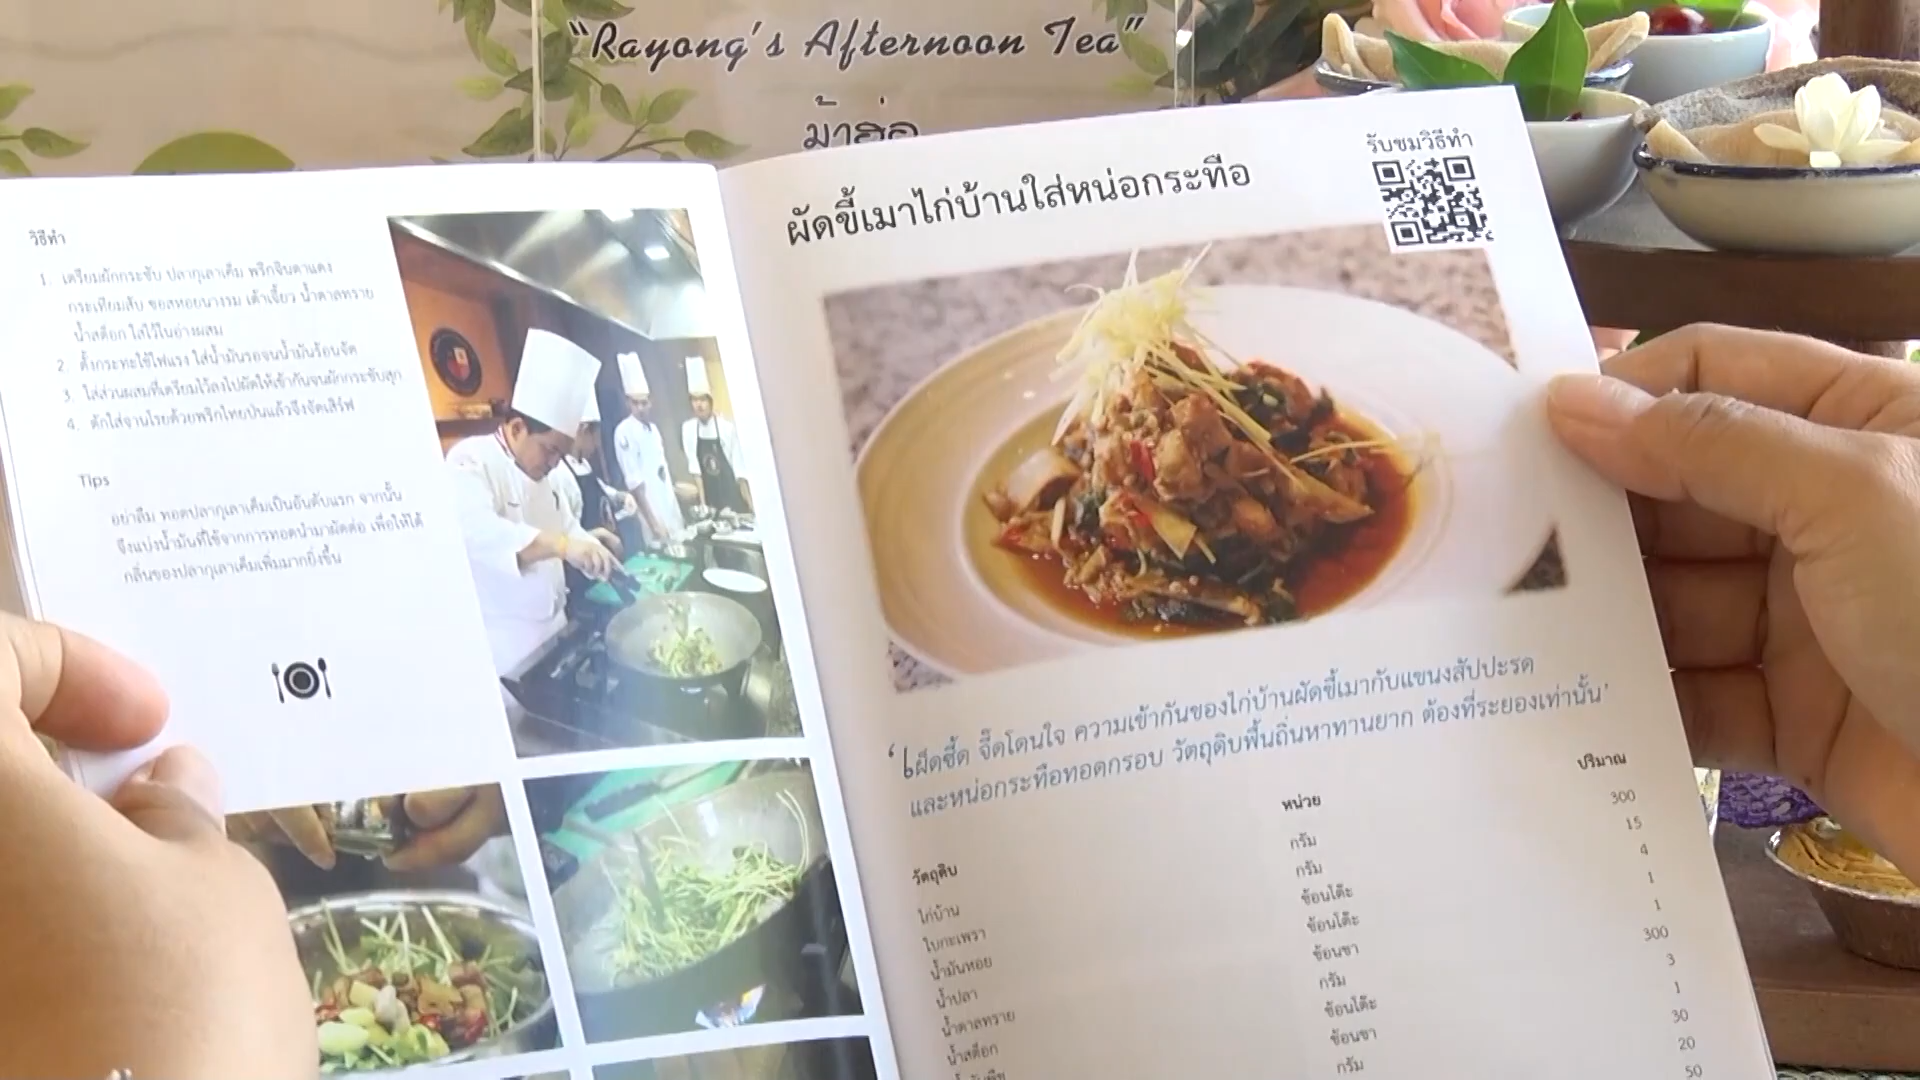 “Rayong's Afternoon Tea”
ม้าฮ่อ
วิธีทำ
1. เตรียมผักกระชับ ปลากุเลาเค็ม พริกจินดาแดง
กระเทียมสับ ซอสหอยนางรม เต้าเจี้ยว น้ำตาลทราย
น้ำสต็อก ใส่ไว้ในอ่างผสม
2. ตั้งกระทะใช้ไฟแรง ใส่น้ำมันรอจนน้ำมันร้อนจัด
3. ใส่ส่วนผสมที่เตรียมไว้ลงไปผัดให้เข้ากันจนผักกระชับสุก
4. ตักใส่จานโรยด้วยพริกไทยป่นแล้วจึงจัดเสิร์ฟ
Tips
อย่าลืม ทอดปลากุเลาเค็มเป็นอันดับแรก จากนั้น
จึงแบ่งน้ำมันที่ใช้จากการทอดนำมาผัดต่อ เพื่อให้ได้
กลิ่นของปลากุเลาเค็มเพิ่มมากยิ่งขึ้น
รับชมวิธีทำ
ผัดขี้เมาไก่บ้านใส่หน่อกระทือ
‘เผ็ดซี๊ด จี๊ดโดนใจ ความเข้ากันของไก่บ้านผัดขี้เมากับแขนงสัปปะรด
และหน่อกระทือทอดกรอบ วัตถุดิบพื้นถิ่นหาทานยาก ต้องที่ระยองเท่านั้น’
วัตถุดิบ หน่วย ปริมาณ
ไก่บ้าน กรัม 300
ใบกะเพรา กรัม 15
น้ำมันหอย ช้อนโต๊ะ 4
น้ำปลา ช้อนโต๊ะ 1
น้ำตาลทราย ช้อนชา 1
น้ำสต็อก กรัม 300
ช้อนโต๊ะ 3
ช้อนชา 1
กรัม 30
20
50